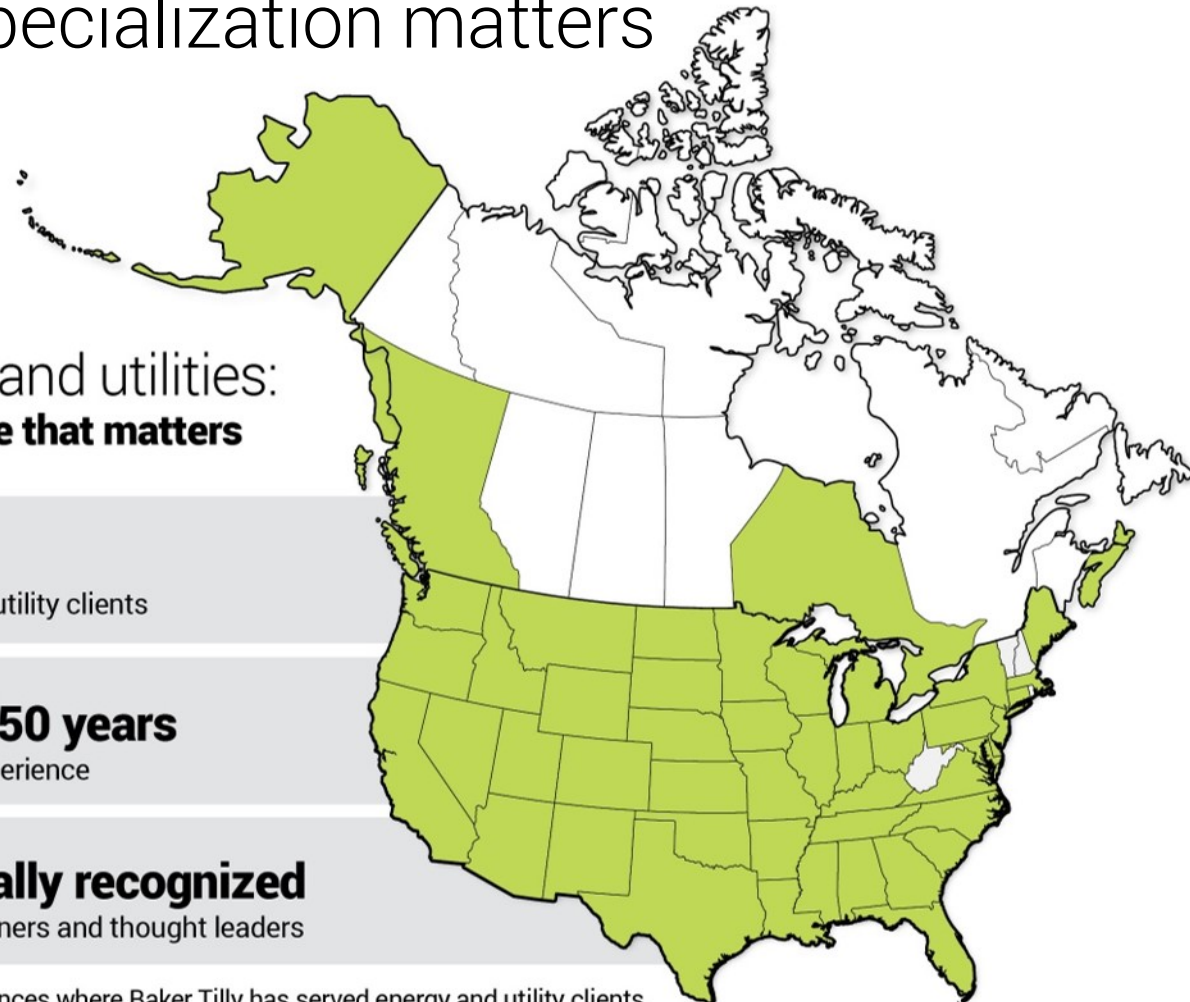 pecialization matters
and utilities:
e that matters
utility clients
50 years
erience
ally recognized
ners and thought leaders
nces where Baker Tilly has served energy and utility clients